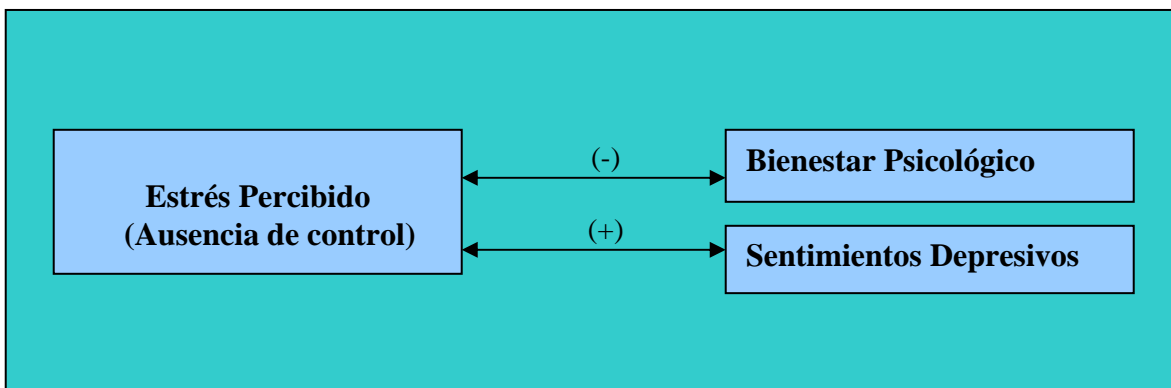 Estrés Percibido
(Ausencia de control)
(-)
Bienestar Psicológico
(+)
Sentimientos Depresivos